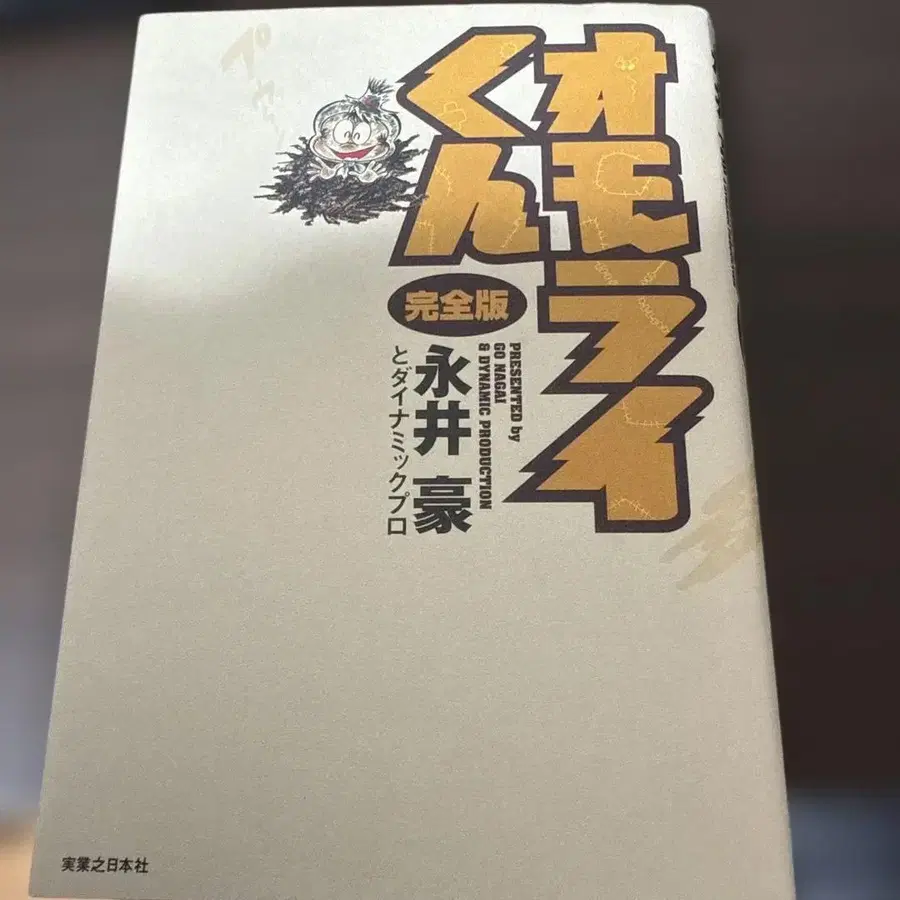 オモライ
くん
完全版
PRESENTED by
GO NAGAI
& DYNAMIC PRODUCTION
永井豪
とダイナミックプロ
実業之日本社